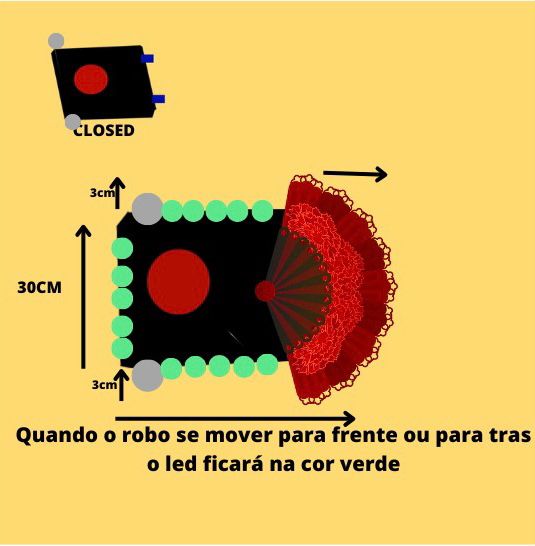 CLOSED
3cm
30CM
3cm
Quando o robo se mover para frente ou para tras
o led ficará na cor verde